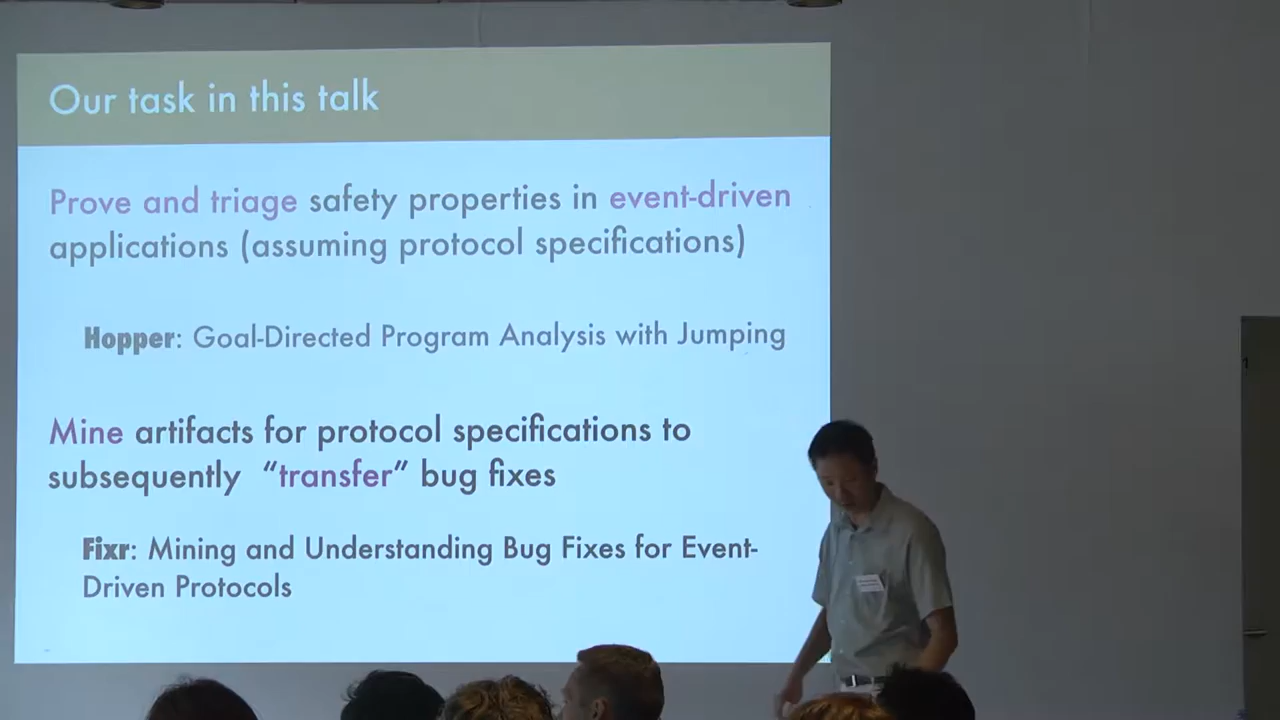 Our task in this talk
Prove and triage safety properties in event-driven
applications (assuming protocol specifications)
Hopper: Goal-Directed Program Analysis with Jumping
Mine artifacts for protocol specifications to
subsequently “transfer” bug fixes
Fixr: Mining and Understanding Bug Fixes for Event-
Driven Protocols